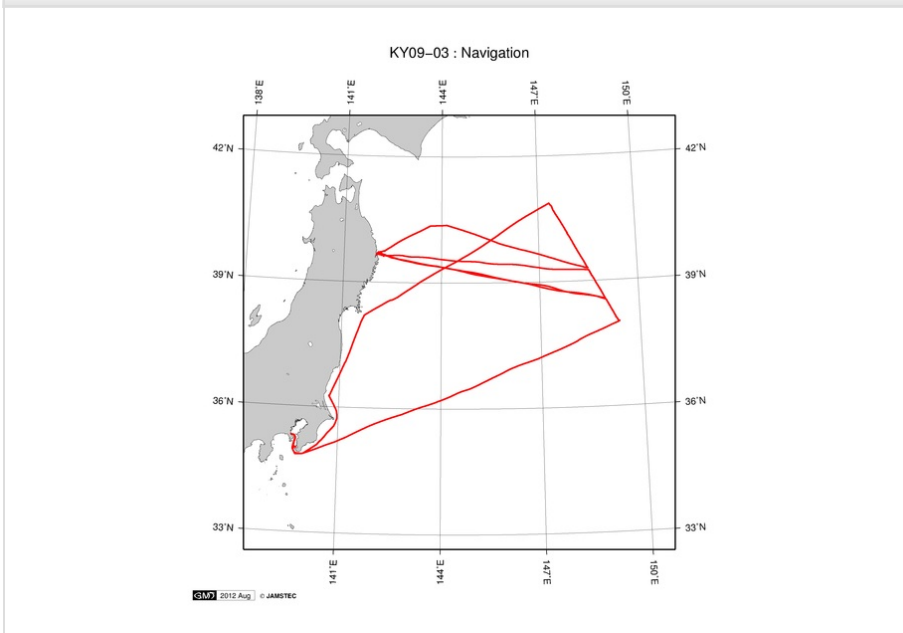 KY09−03 : Navigation
138˚E 141˚E 144˚E 147˚E 150˚E
42˚N 42˚N
39˚N 39˚N
36˚N 36˚N
33˚N 33˚N
141˚E 144˚E 147˚E 150˚E
GMT 2012 Aug © JAMSTEC